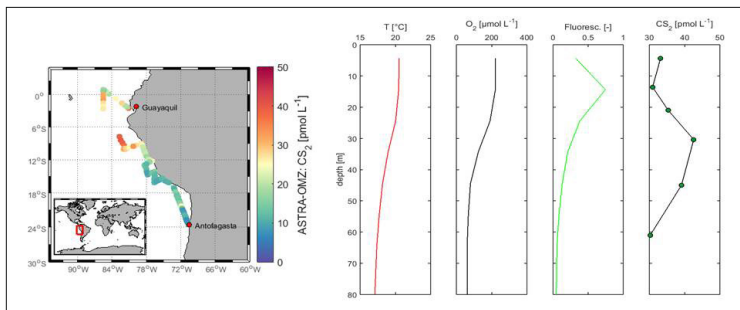 T [°C]
O2 [µmol L-1]
Fluoresc. [-]
CS2 [pmol L-1]
15 20 25
0 200 400
0 0.5 1
30 40 50
0
10
20
30
40
50
60
70
80
depth [m]
50
40
30
20
10
0
ASTRA-OMZ: CS2 [pmol L-1]
0°
6°S
12°S
18°S
24°S
30°S
Guayaquil
Antofagasta
90°W 84°W 78°W 72°W 66°W 60°W